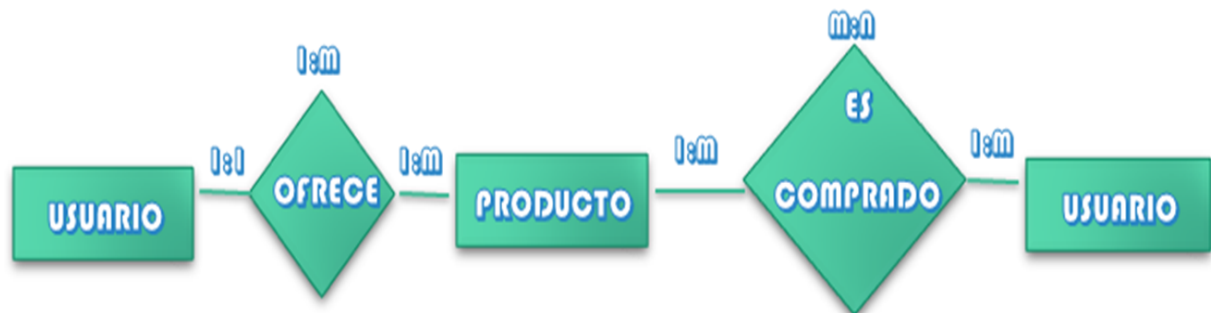 USUARIO
1:1
1:M
OFRECE
1:M
PRODUCTO
1:M
M:N
ES
COMPRADO
1:M
USUARIO